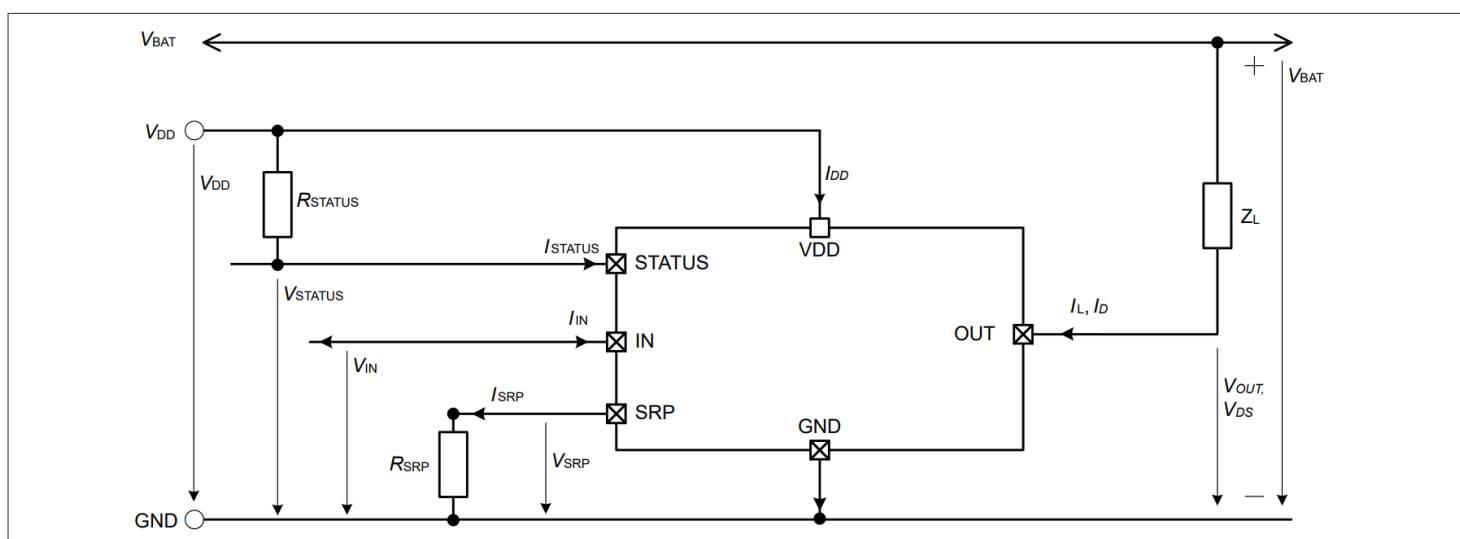 VBAT
+
VBAT
VDD
VDD
IDD
RSTATUS
ZL
VDD
ISTATUS
STATUS
VSTATUS
IL, ID
IIN
IN
OUT
VIN
VOUT,
VDS
ISRP
SRP
GND
RSRP
VSRP
−
GND